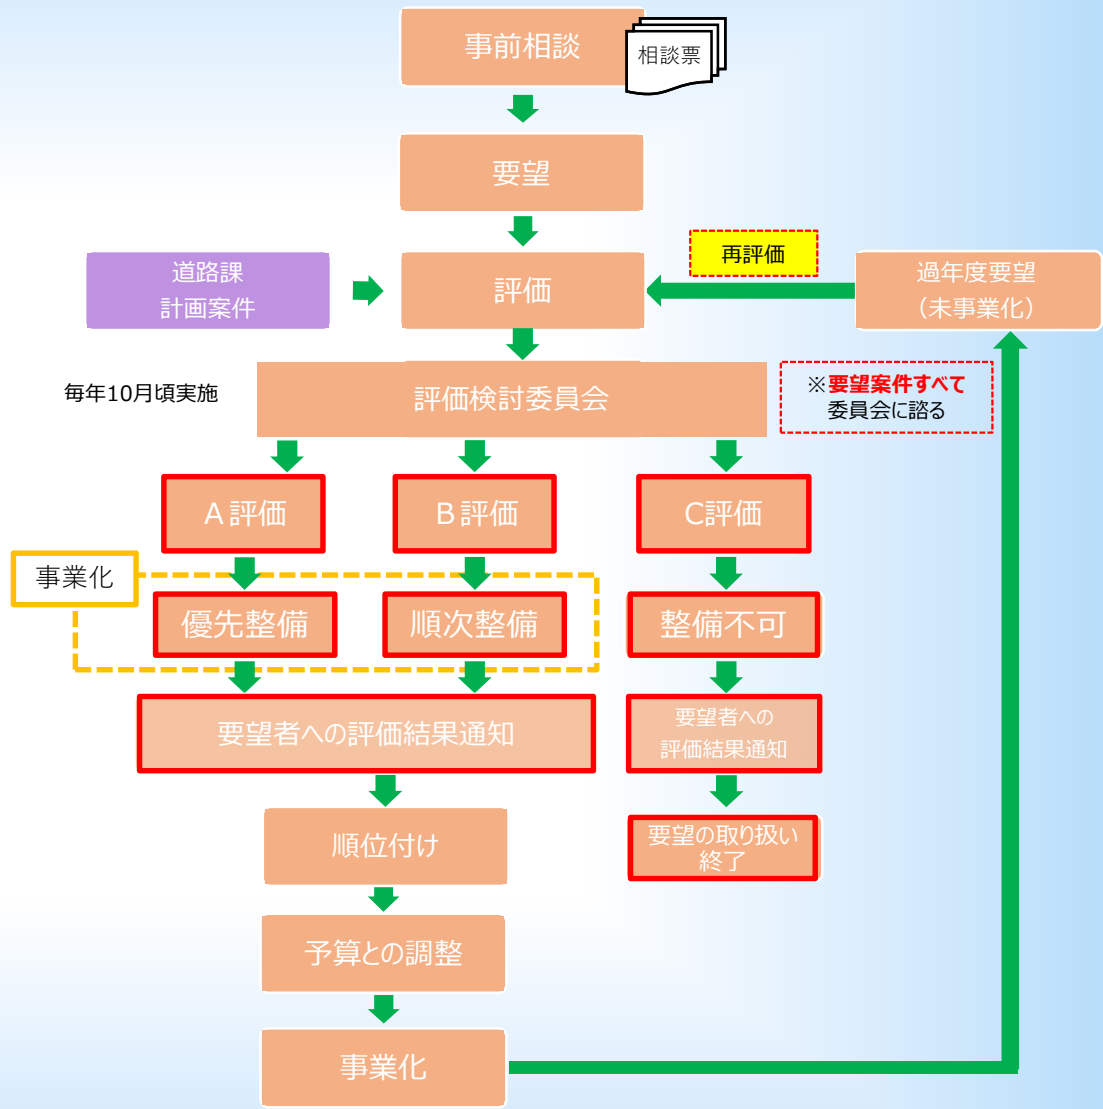 事前相談
相談票
要望
再評価
道路課
計画案件
評価
過年度要望
（未事業化）
毎年10月頃実施
評価検討委員会
※要望案件すべて
委員会に諮る
A評価
B評価
C評価
事業化
優先整備
順次整備
整備不可
要望者への評価結果通知
要望者への
評価結果通知
順位付け
要望の取り扱い
終了
予算との調整
事業化